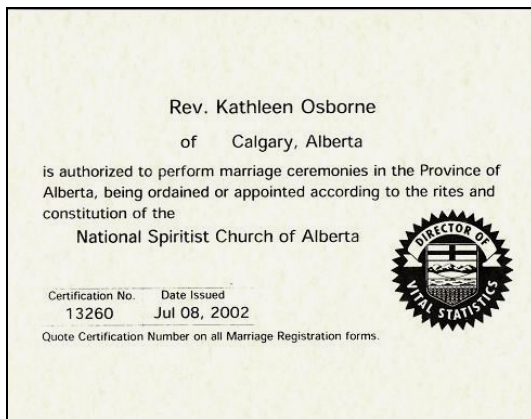 Rev. Kathleen Osborne
of Calgary, Alberta
is authorized to perform marriage ceremonies in the Province of
Alberta, being ordained or appointed according to the rites and
constitution of the
National Spiritist Church of Alberta
DIRECTOR OF
VITAL STATISTICS
Certification No. Date Issued
13260 Jul 08, 2002
Quote Certification Number on all Marriage Registration forms.